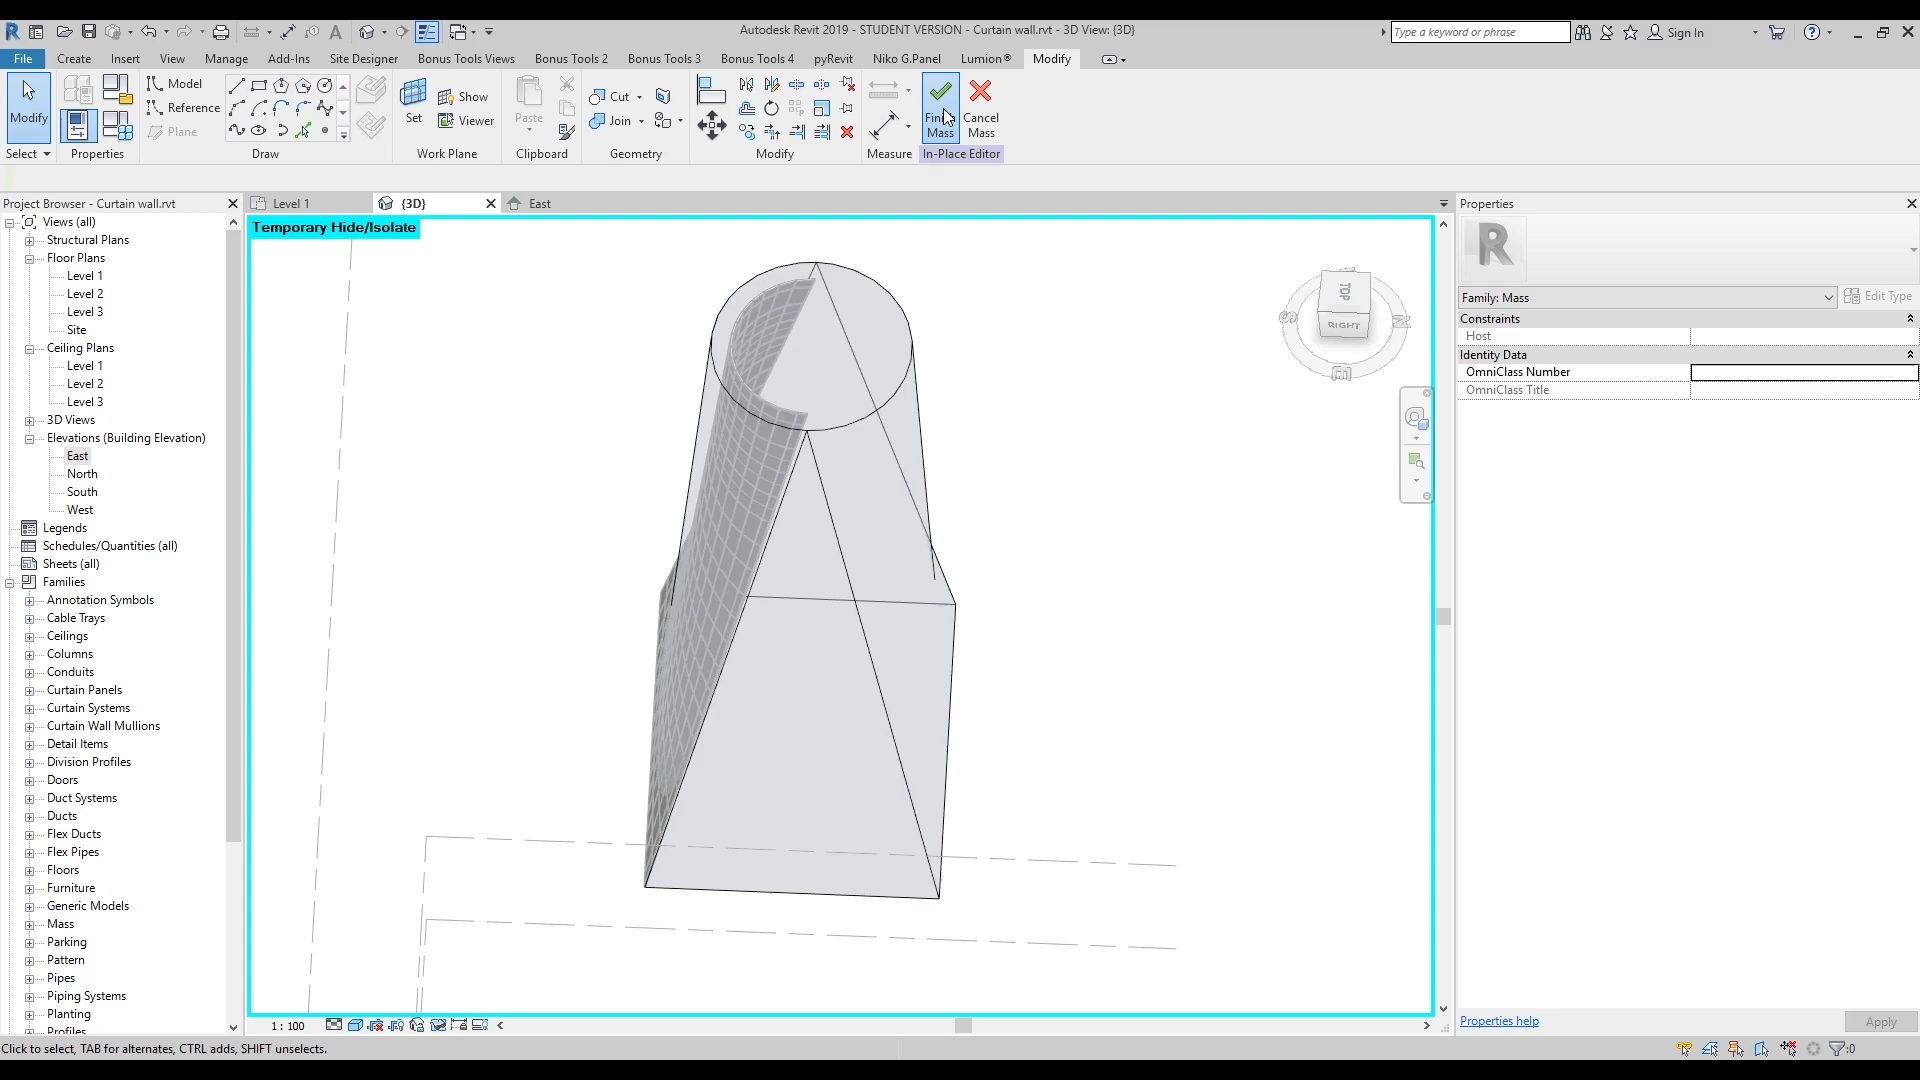 Autodesk Revit 2019 - STUDENT VERSION - Curtain wall.rvt - 3D View: {3D}
Type a keyword or phrase
Sign In
File Create Insert View Manage Add-Ins Site Designer Bonus Tools Views Bonus Tools 2 Bonus Tools 3 Bonus Tools 4 pyRevit Niko G.Panel Lumion® Modify
Modify
Model
Reference
Plane
Set
Show
Viewer
Paste
Cut
Join
Finish Mass
Cancel Mass
Select Properties Draw Work Plane Clipboard Geometry Modify Measure In-Place Editor
Project Browser - Curtain wall.rvt
Level 1
{3D}
East
Properties
Views (all)
Structural Plans
Floor Plans
Level 1
Level 2
Level 3
Site
Ceiling Plans
Level 1
Level 2
Level 3
3D Views
Elevations (Building Elevation)
East
North
South
West
Legends
Schedules/Quantities (all)
Sheets (all)
Families
Annotation Symbols
Cable Trays
Ceilings
Columns
Conduits
Curtain Panels
Curtain Systems
Curtain Wall Mullions
Detail Items
Division Profiles
Doors
Duct Systems
Ducts
Flex Ducts
Flex Pipes
Floors
Furniture
Generic Models
Mass
Parking
Pattern
Pipes
Piping Systems
Planting
Profiles
Temporary Hide/Isolate
TOP
RIGHT
Family: Mass
Edit Type
Constraints
Host
Identity Data
OmniClass Number
OmniClass Title
Properties help
Apply
1 : 100
Click to select, TAB for alternates, CTRL adds, SHIFT unselects.
:0